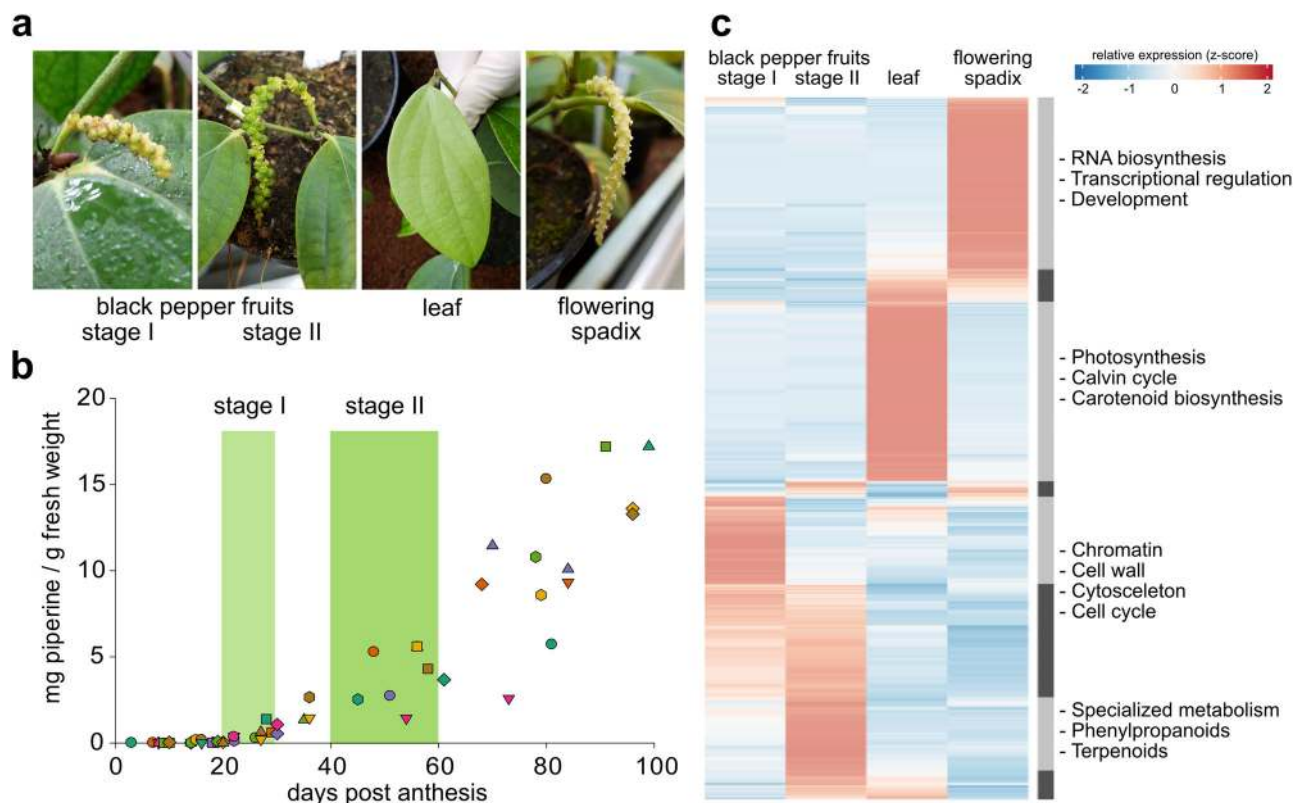 a
black pepper fruits
stage I stage II
leaf
flowering
spadix
b
mg piperine / g fresh weight
20
15
10
5
0
stage I
stage II
0 20 40 60 80 100
days post anthesis
c
black pepper fruits
stage I stage II
leaf
flowering
spadix
relative expression (z-score)
-2 -1 0 1 2
- RNA biosynthesis
- Transcriptional regulation
- Development
- Photosynthesis
- Calvin cycle
- Carotenoid biosynthesis
- Chromatin
- Cell wall
- Cytosceleton
- Cell cycle
- Specialized metabolism
- Phenylpropanoids
- Terpenoids